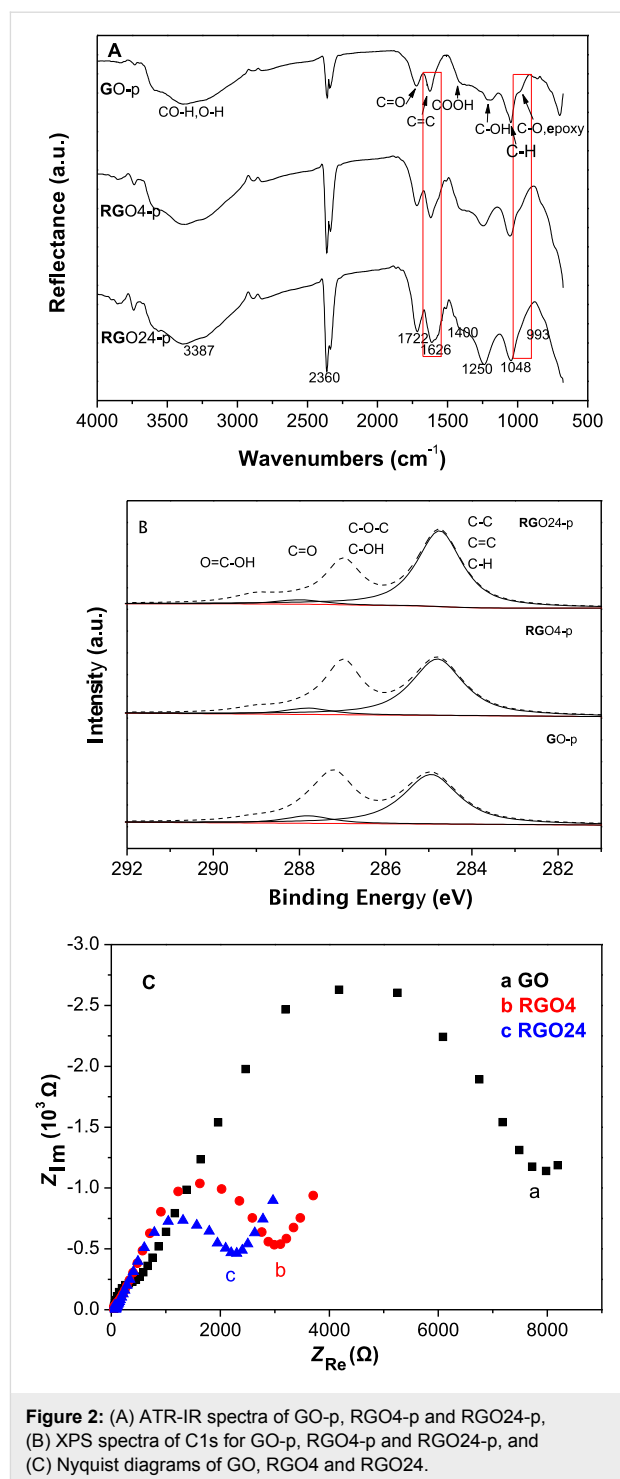 A
GO-p
CO-H,O-H
C=O
C=C
COOH
C-OH
C-O,epoxy
C-H
RGO4-p
RGO24-p
3387
2360
1722
1626
1400
1250
1048
993
Reflectance (a.u.)
4000 3500 3000 2500 2000 1500 1000 500
Wavenumbers (cm⁻¹)
B
O=C-OH
C=O
C-O-C
C-OH
C-C
C=C
C-H
RGO24-p
RGO4-p
GO-p
Intensity (a.u.)
292 290 288 286 284 282
Binding Energy (eV)
C
a GO
b RGO4
c RGO24
-3.0
-2.5
-2.0
-1.5
-1.0
-0.5
0.0
Z_Im (10³ Ω)
a
b
c
0 2000 4000 6000 8000
Z_Re (Ω)
Figure 2: (A) ATR-IR spectra of GO-p, RGO4-p and RGO24-p,
(B) XPS spectra of C1s for GO-p, RGO4-p and RGO24-p, and
(C) Nyquist diagrams of GO, RGO4 and RGO24.